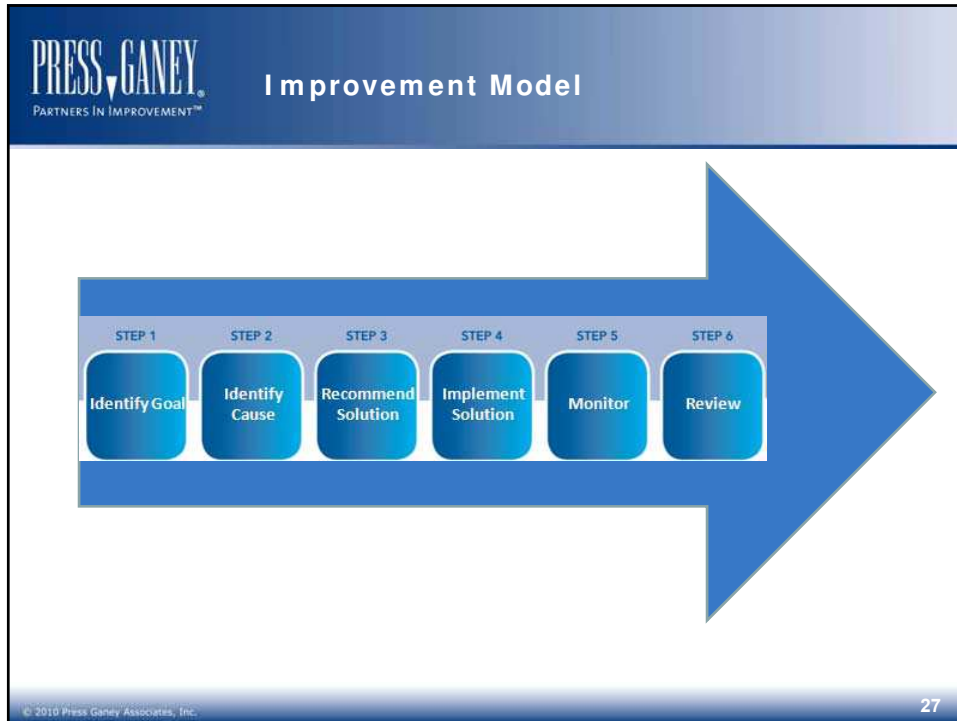 PRESS GANEY®
PARTNERS IN IMPROVEMENT™
Improvement Model
STEP 1 STEP 2 STEP 3 STEP 4 STEP 5 STEP 6
Identify Goal
Identify
Cause
Recommend
Solution
Implement
Solution
Monitor
Review
© 2010 Press Ganey Associates, Inc.
27